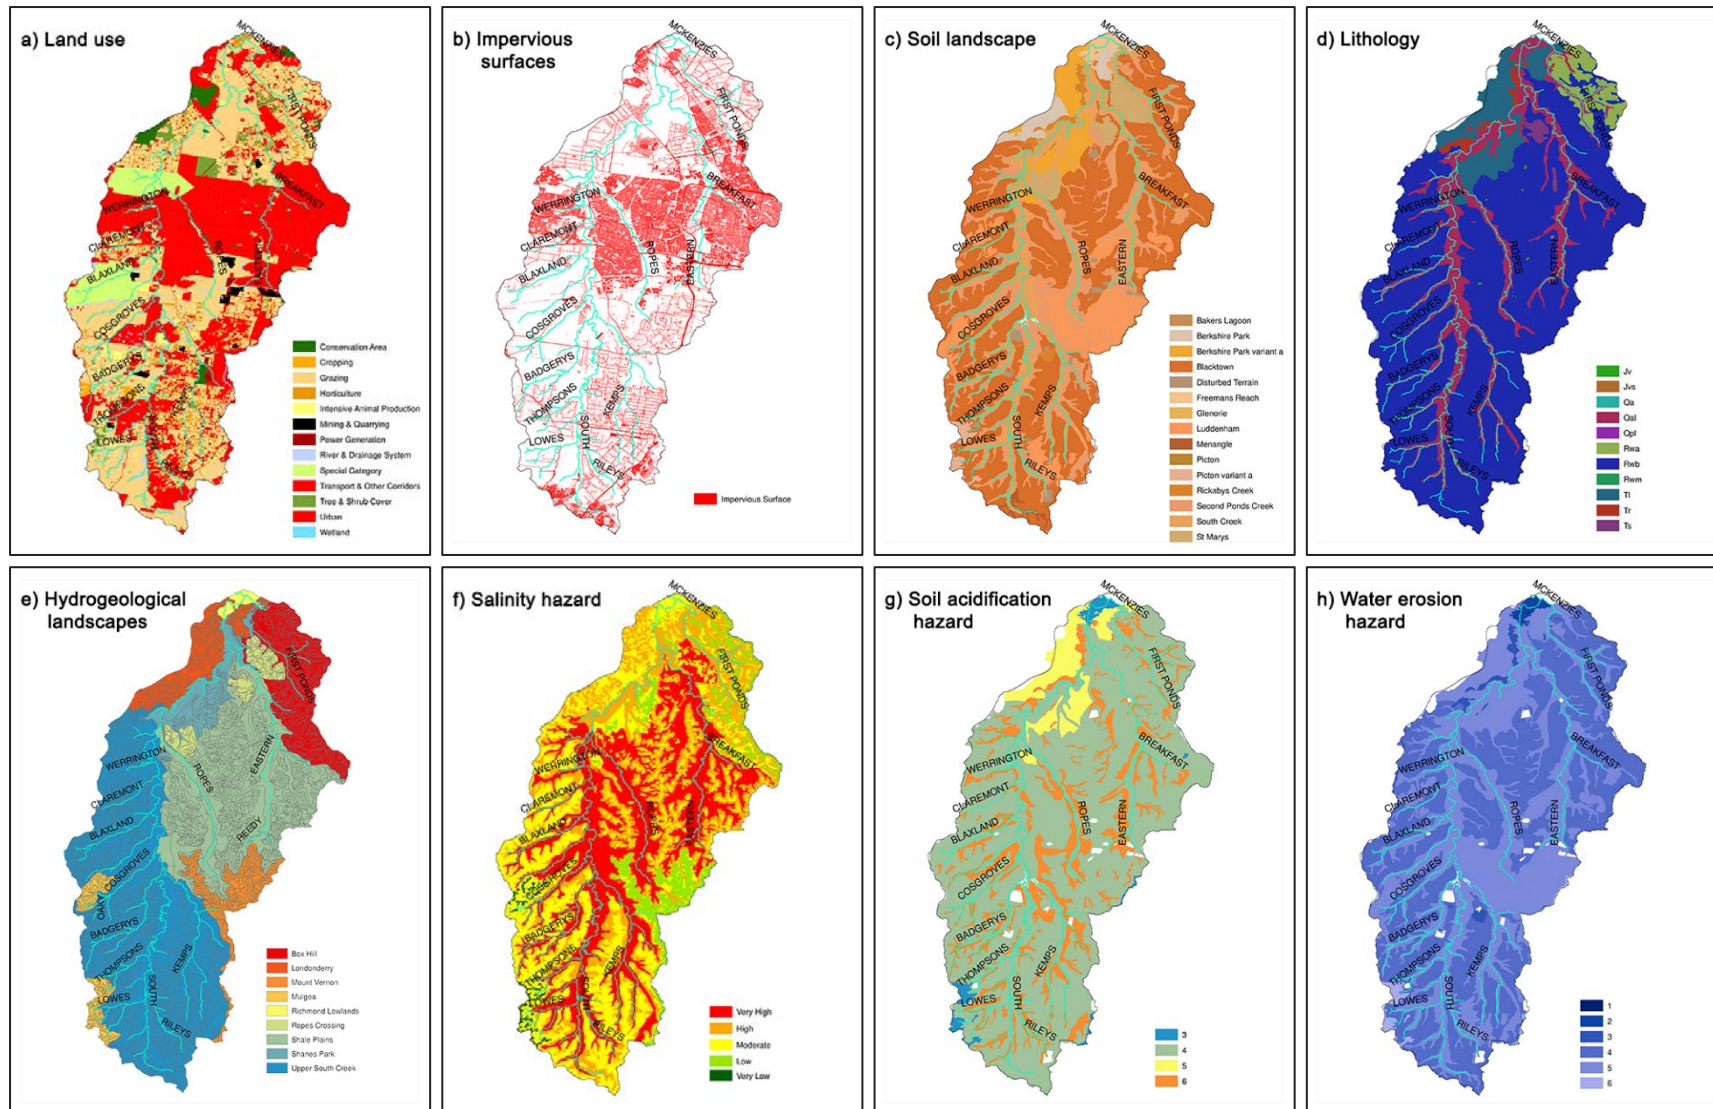 a) Land use
MCKENZIES
FIRST PONDS
BREAKFAST
WERRINGTON
CLAREMONT
ROPES
EASTERN
BLAXLAND
COSGROVES
BADGERYS
THOMPSONS
KEMPS
LOWES
SOUTH
RILEYS
Conservation Area
Cropping
Grazing
Horticulture
Intensive Animal Production
Mining & Quarrying
Power Generation
River & Drainage System
Special Category
Transport & Other Corridors
Tree & Shrub Cover
Urban
Wetland
b) Impervious
surfaces
MCKENZIES
FIRST PONDS
BREAKFAST
WERRINGTON
CLAREMONT
ROPES
EASTERN
BLAXLAND
COSGROVES
BADGERYS
THOMPSONS
KEMPS
LOWES
SOUTH
RILEYS
Impervious Surface
c) Soil landscape
MCKENZIES
FIRST PONDS
BREAKFAST
WERRINGTON
CLAREMONT
ROPES
EASTERN
BLAXLAND
COSGROVES
BADGERYS
THOMPSONS
KEMPS
LOWES
SOUTH
RILEYS
Bakers Lagoon
Berkshire Park
Berkshire Park variant a
Blacktown
Disturbed Terrain
Freemans Reach
Glenorie
Luddenham
Menangle
Picton
Picton variant a
Rickabys Creek
Second Ponds Creek
South Creek
St Marys
d) Lithology
MCKENZIES
FIRST PONDS
BREAKFAST
WERRINGTON
CLAREMONT
ROPES
EASTERN
BLAXLAND
COSGROVES
BADGERYS
THOMPSONS
KEMPS
LOWES
SOUTH
RILEYS
Jv
Jvs
Qa
Qal
Qpl
Rwa
Rwb
Rwm
Tl
Tr
Ts
e) Hydrogeological
landscapes
FIRST PONDS
WERRINGTON
CLAREMONT
ROPES
EASTERN
BLAXLAND
REEDY
COSGROVES
OAKY
BADGERYS
THOMPSONS
KEMPS
LOWES
SOUTH
RILEYS
Box Hill
Londonderry
Mount Vernon
Mulgoa
Richmond Lowlands
Ropes Crossing
Shale Plains
Shanes Park
Upper South Creek
f) Salinity hazard
MCKENZIES
FIRST PONDS
BREAKFAST
WERRINGTON
CLAREMONT
ROPES
EASTERN
BLAXLAND
COSGROVES
BADGERYS
THOMPSONS
KEMPS
LOWES
SOUTH
RILEYS
Very High
High
Moderate
Low
Very Low
g) Soil acidification
hazard
MCKENZIES
FIRST PONDS
BREAKFAST
WERRINGTON
CLAREMONT
ROPES
EASTERN
BLAXLAND
COSGROVES
BADGERYS
THOMPSONS
KEMPS
LOWES
SOUTH
RILEYS
3
4
5
6
h) Water erosion
hazard
MCKENZIES
FIRST PONDS
BREAKFAST
WERRINGTON
CLAREMONT
ROPES
EASTERN
BLAXLAND
COSGROVES
BADGERYS
THOMPSONS
KEMPS
LOWES
SOUTH
RILEYS
1
2
3
4
5
6